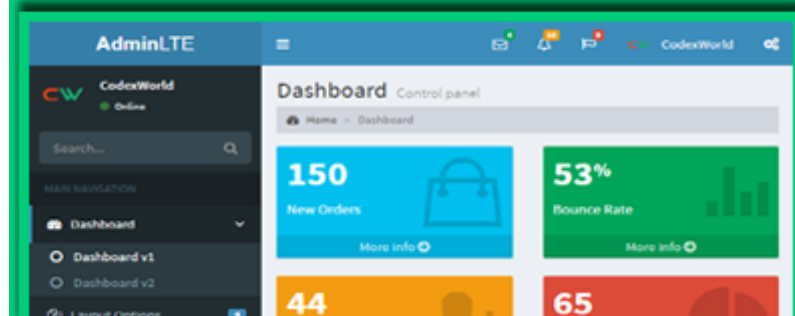 AdminLTE
CodexWorld
CW
CodexWorld
Online
Search...
MAIN NAVIGATION
Dashboard
Dashboard v1
Dashboard v2
Layout Options
Dashboard Control panel
Home > Dashboard
150
New Orders
More info
53%
Bounce Rate
More info
44
65